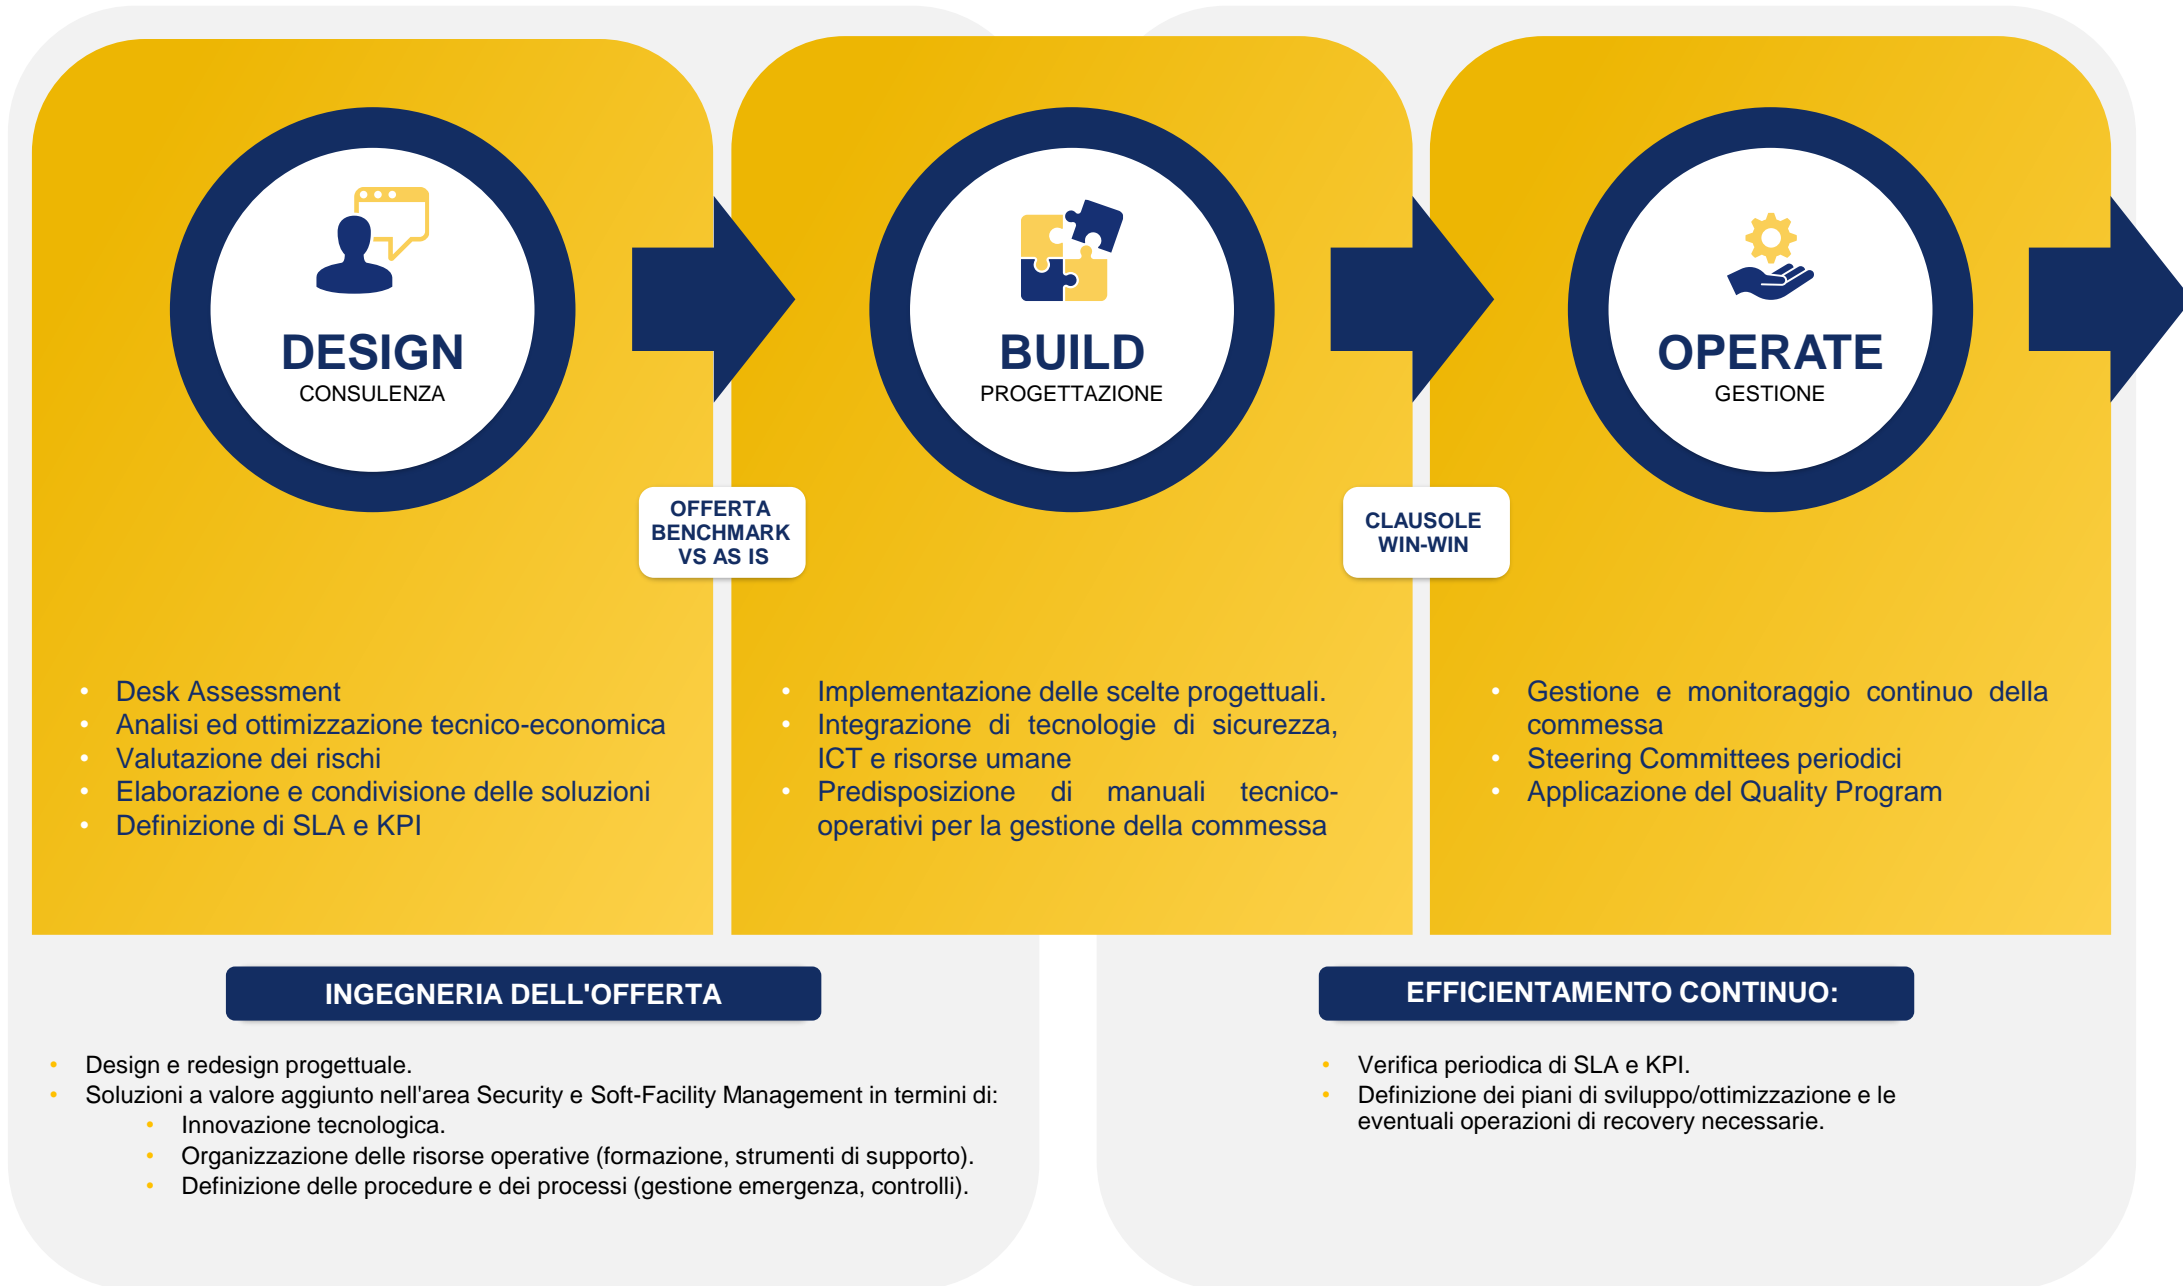 DESIGN
CONSULENZA
BUILD
PROGETTAZIONE
OPERATE
GESTIONE
OFFERTA
BENCHMARK
VS AS IS
CLAUSOLE
WIN-WIN
• Desk Assessment
• Analisi ed ottimizzazione tecnico-economica
• Valutazione dei rischi
• Elaborazione e condivisione delle soluzioni
• Definizione di SLA e KPI
• Implementazione delle scelte progettuali.
• Integrazione di tecnologie di sicurezza,
ICT e risorse umane
• Predisposizione di manuali tecnico-
operativi per la gestione della commessa
• Gestione e monitoraggio continuo della
commessa
• Steering Committees periodici
• Applicazione del Quality Program
INGEGNERIA DELL'OFFERTA
• Design e redesign progettuale.
• Soluzioni a valore aggiunto nell'area Security e Soft-Facility Management in termini di:
• Innovazione tecnologica.
• Organizzazione delle risorse operative (formazione, strumenti di supporto).
• Definizione delle procedure e dei processi (gestione emergenza, controlli).
EFFICIENTAMENTO CONTINUO:
• Verifica periodica di SLA e KPI.
• Definizione dei piani di sviluppo/ottimizzazione e le
eventuali operazioni di recovery necessarie.